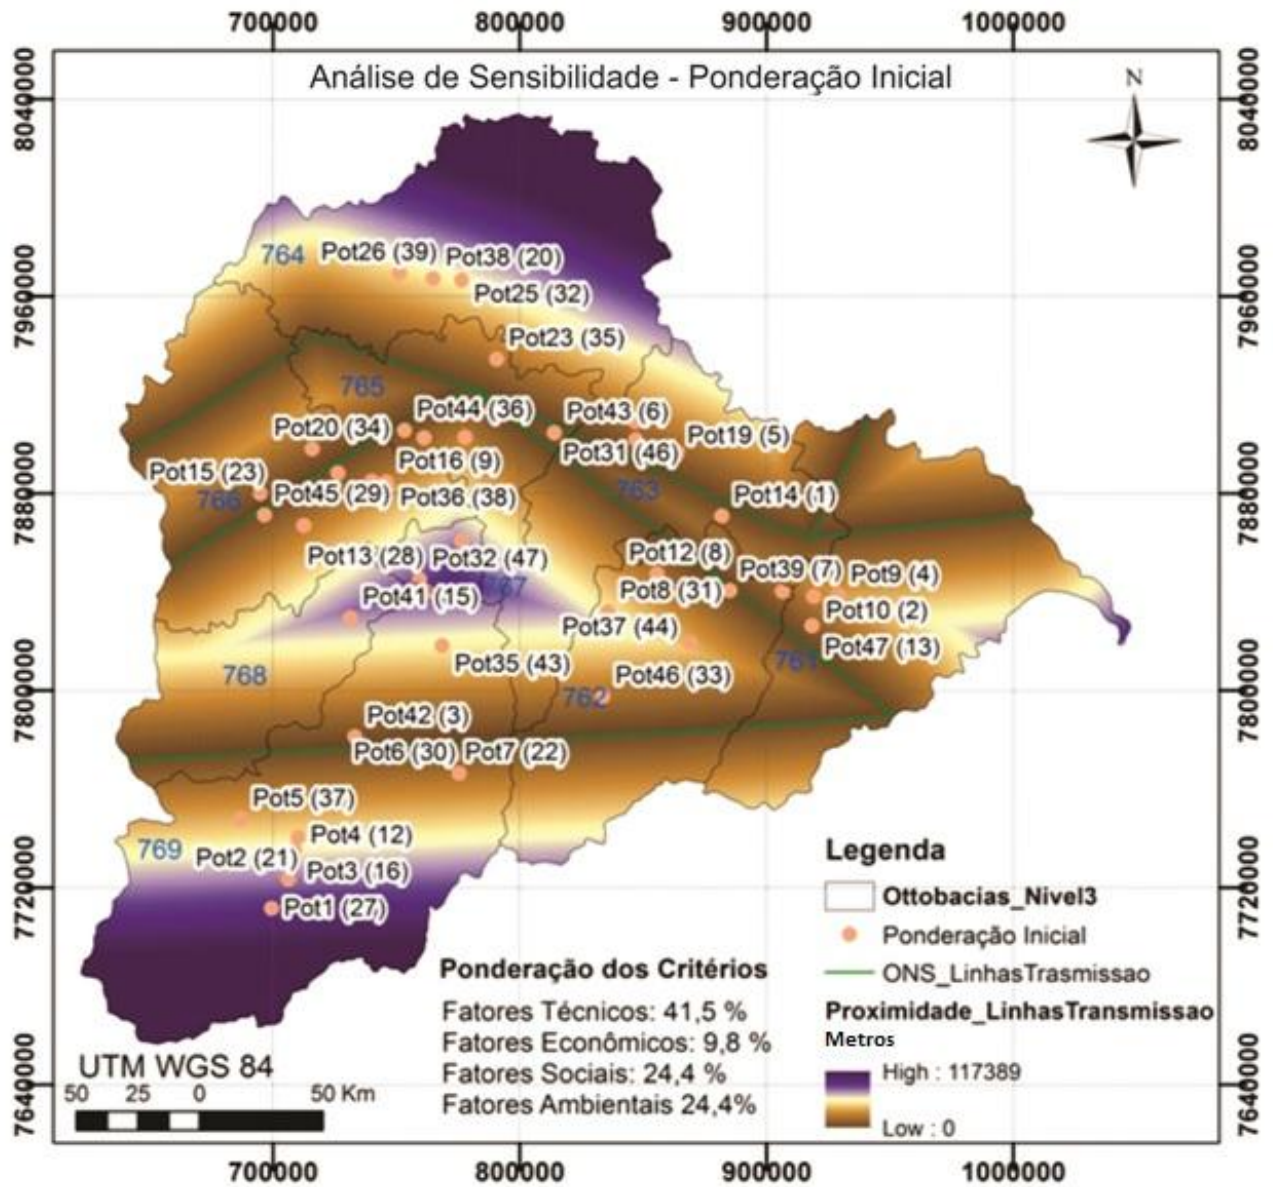 700000 800000 900000 1000000
Análise de Sensibilidade - Ponderação Inicial
N
8040000 8040000
764 Pot26 (39) Pot38 (20)
Pot25 (32)
7960000 7960000
Pot23 (35)
765
Pot44 (36) Pot43 (6)
Pot20 (34) Pot19 (5)
Pot31 (46)
Pot16 (9)
Pot15 (23)
Pot45 (29) Pot36 (38) 763 Pot14 (1)
766
7880000 7880000
Pot13 (28) Pot32 (47) Pot12 (8)
Pot39 (7) Pot9 (4)
767
Pot41 (15) Pot8 (31)
Pot10 (2)
Pot37 (44)
Pot47 (13)
Pot35 (43) 761
768 Pot46 (33)
762
7800000 7800000
Pot42 (3)
Pot6 (30) Pot7 (22)
Pot5 (37)
Pot4 (12)
769
Pot2 (21)
Pot3 (16)
7720000 7720000
Pot1 (27)
Legenda
Ottobacias_Nivel3
Ponderação Inicial
ONS_LinhasTrasmissao
Proximidade_LinhasTransmissao
Metros
High : 117389
Low : 0
Ponderação dos Critérios
Fatores Técnicos: 41,5 %
Fatores Econômicos: 9,8 %
Fatores Sociais: 24,4 %
Fatores Ambientais 24,4%
UTM WGS 84
50 25 0 50 Km
7640000 7640000
700000 800000 900000 1000000